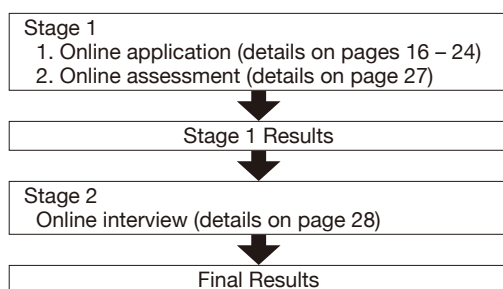 Stage 1
1. Online application (details on pages 16 – 24)
2. Online assessment (details on page 27)
Stage 1 Results
Stage 2
Online interview (details on page 28)
Final Results